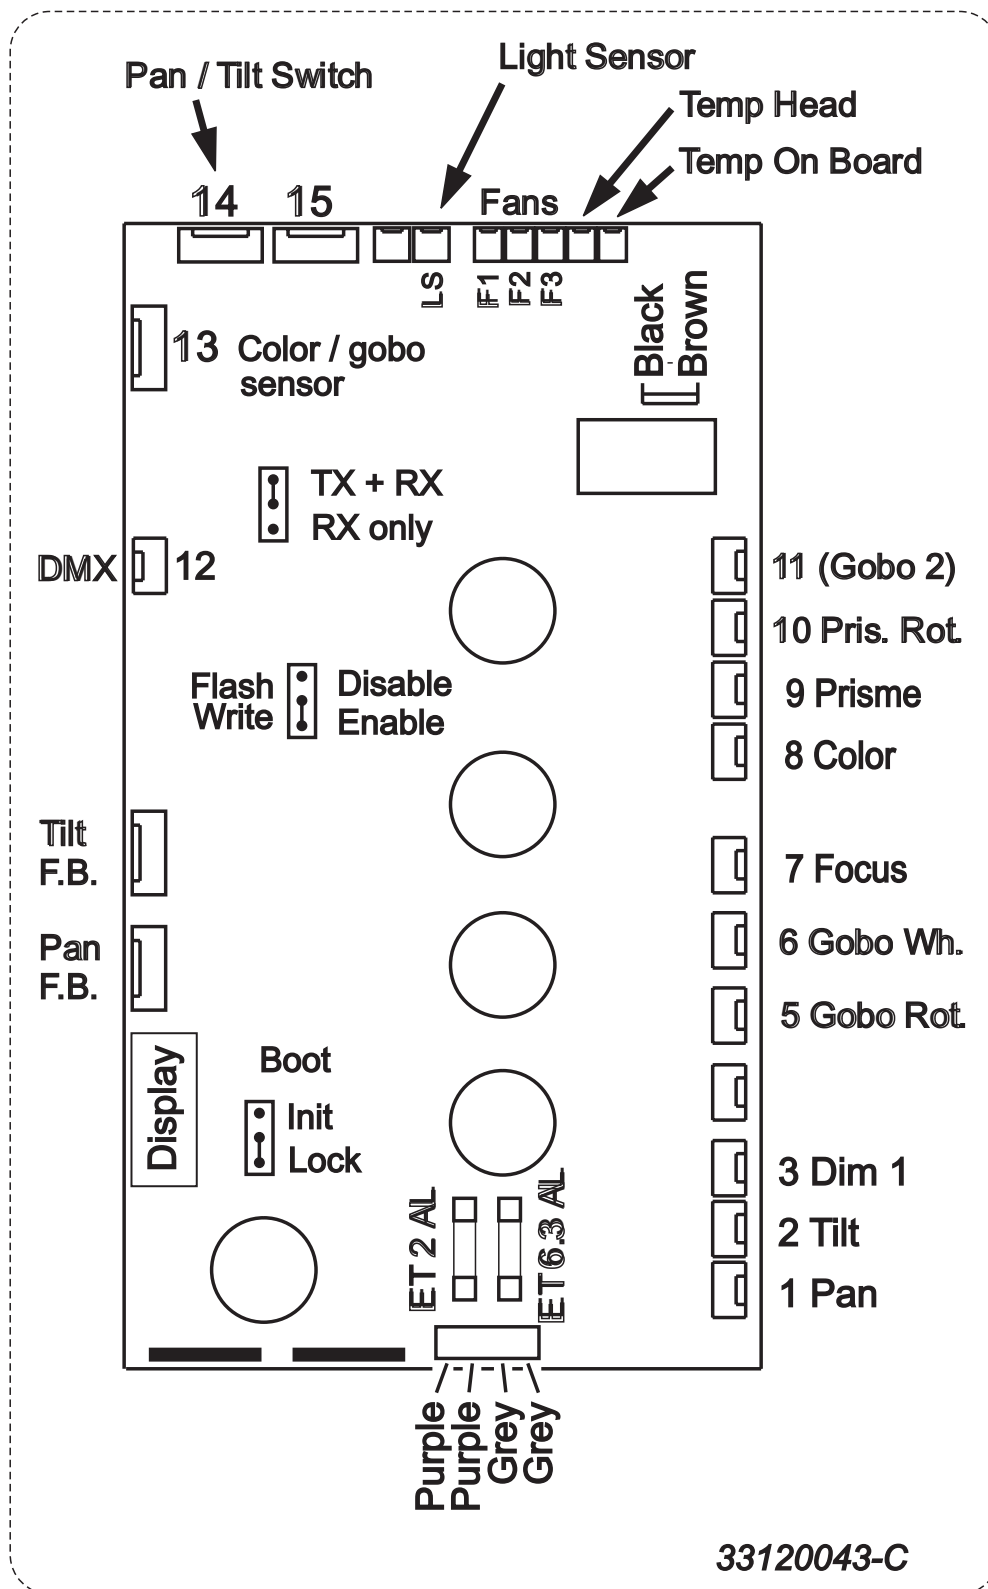 Light Sensor
Pan / Tilt Switch
Temp Head
Temp On Board
14
15
Fans
LS
F1
F2
F3
Black
Brown
13 Color / gobo
sensor
TX + RX
RX only
DMX
12
11 (Gobo 2)
10 Pris. Rot.
9 Prisme
8 Color
Flash
Write
Disable
Enable
Tilt
F.B.
7 Focus
Pan
F.B.
6 Gobo Wh.
5 Gobo Rot.
Display
Boot
Init
Lock
3 Dim 1
2 Tilt
1 Pan
ET 2 AL
ET 6.3 AL
Purple
Purple
Grey
Grey
33120043-C